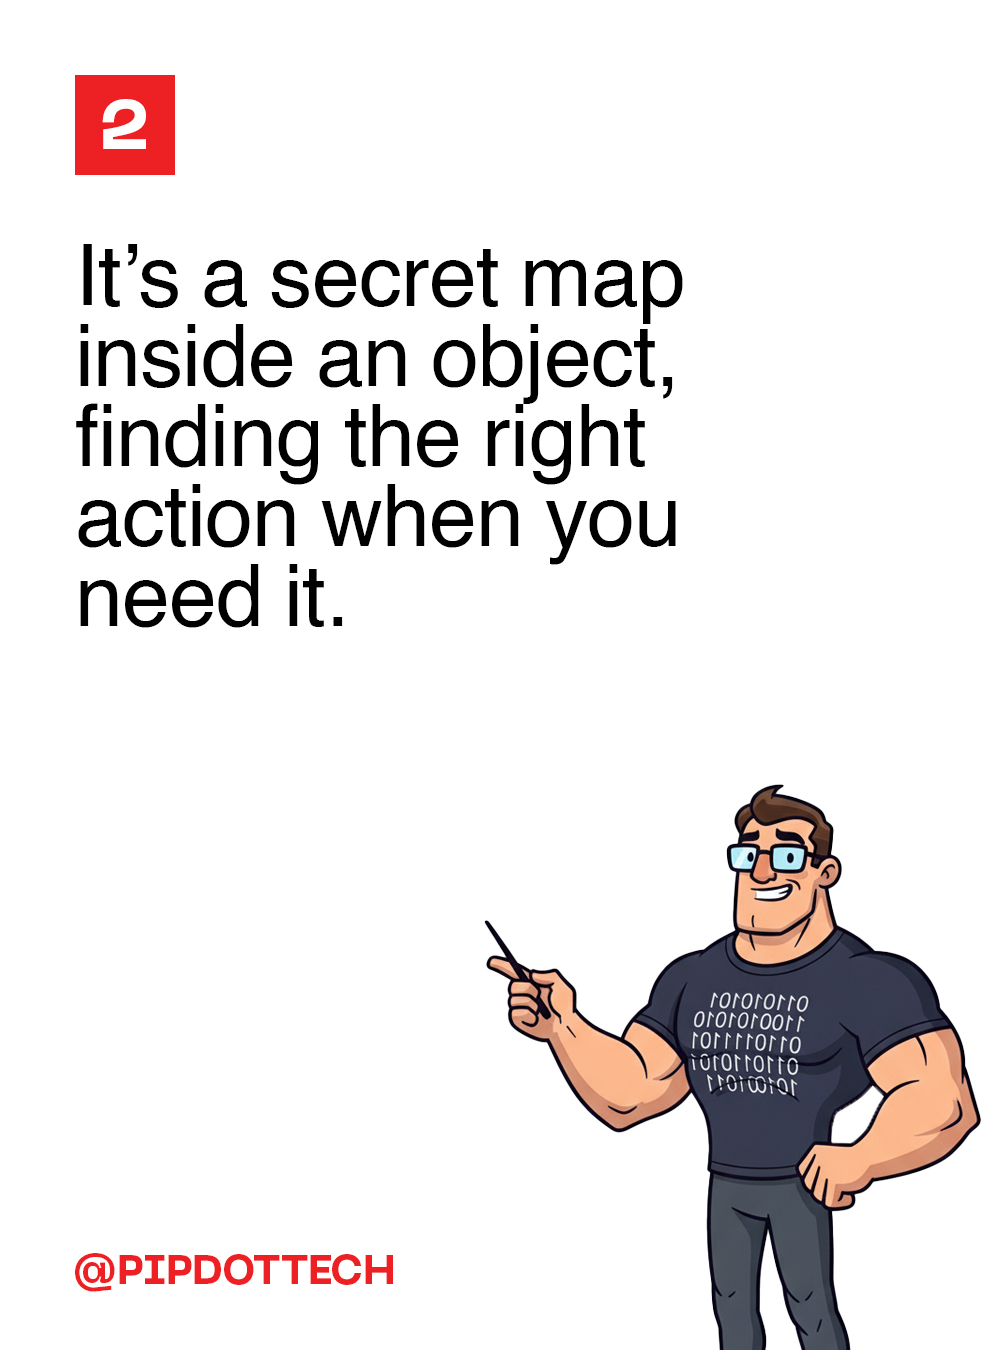 2
It's a secret map
inside an object,
finding the right
action when you
need it.
@PIPDOTTECH